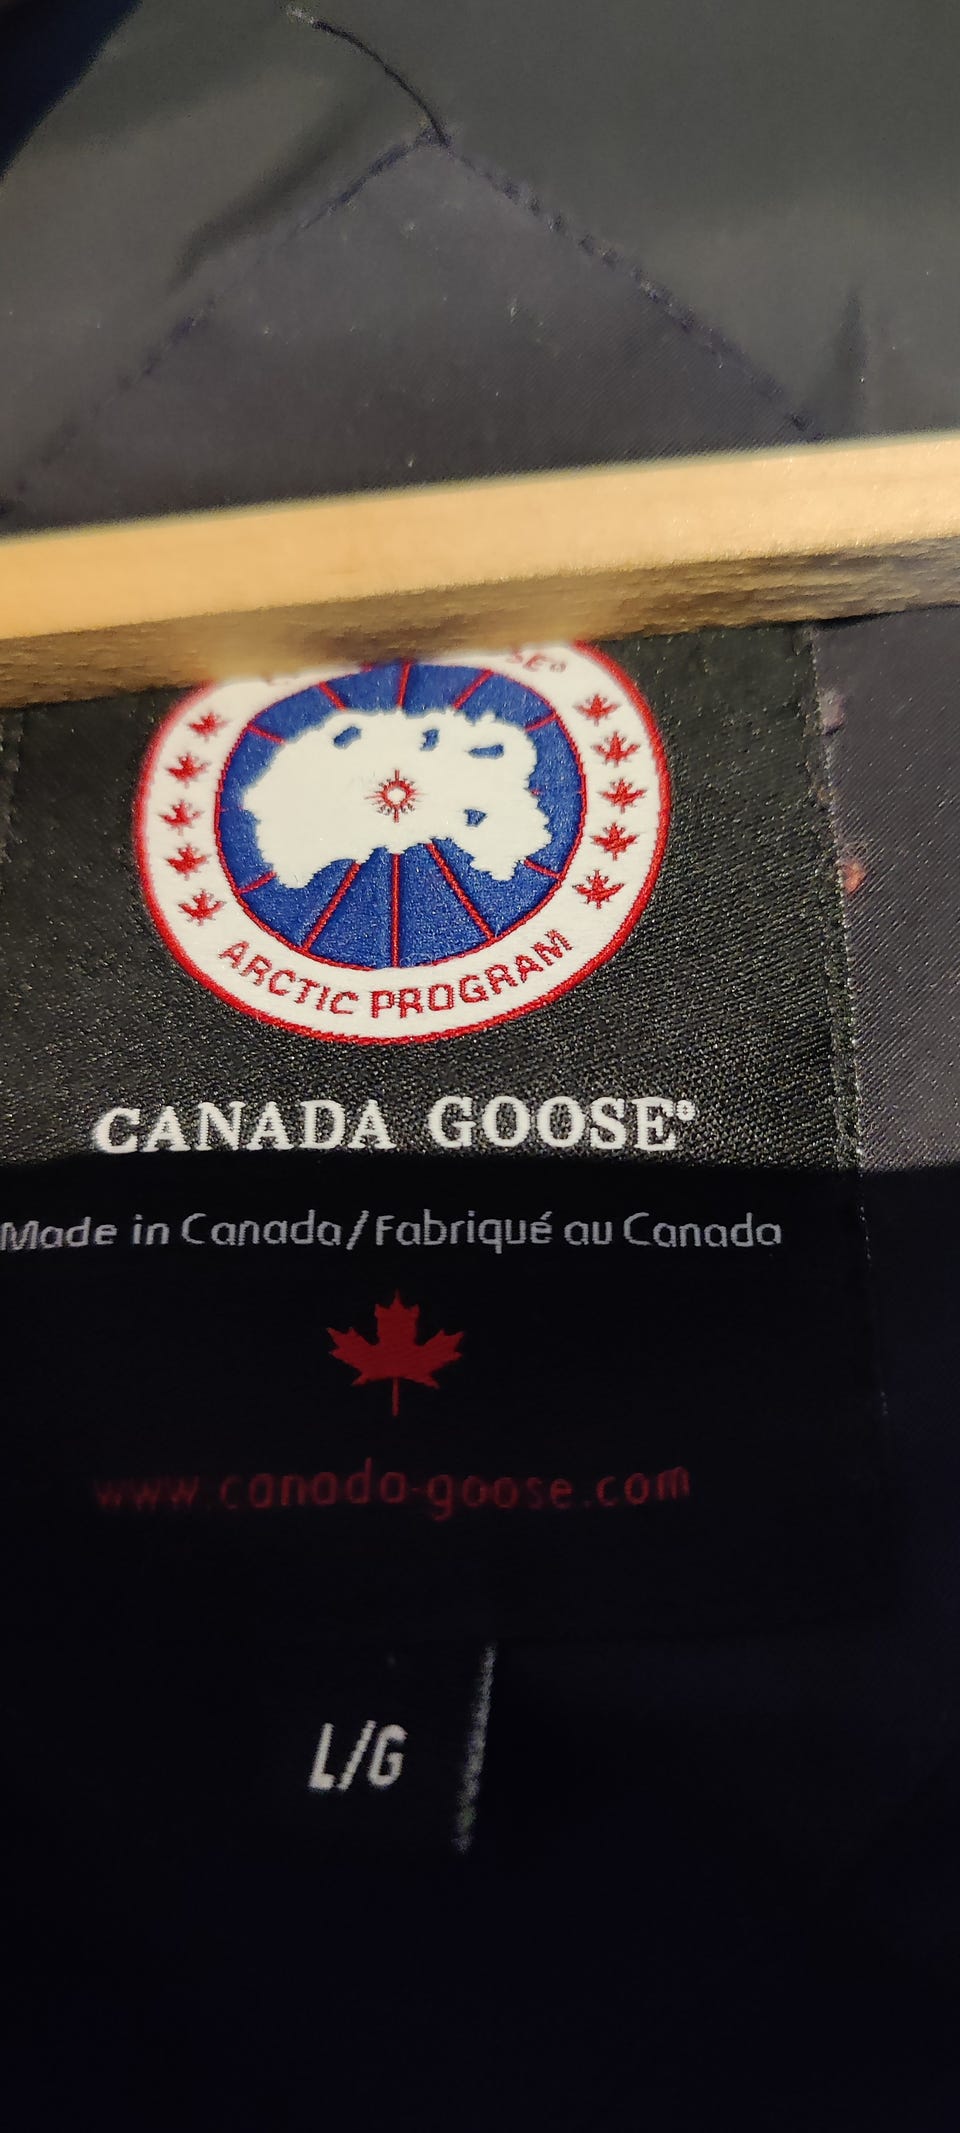 ARCTIC PROGRAM
CANADA GOOSE®
Made in Canada/Fabriqué au Canada
www.canada-goose.com
L/G